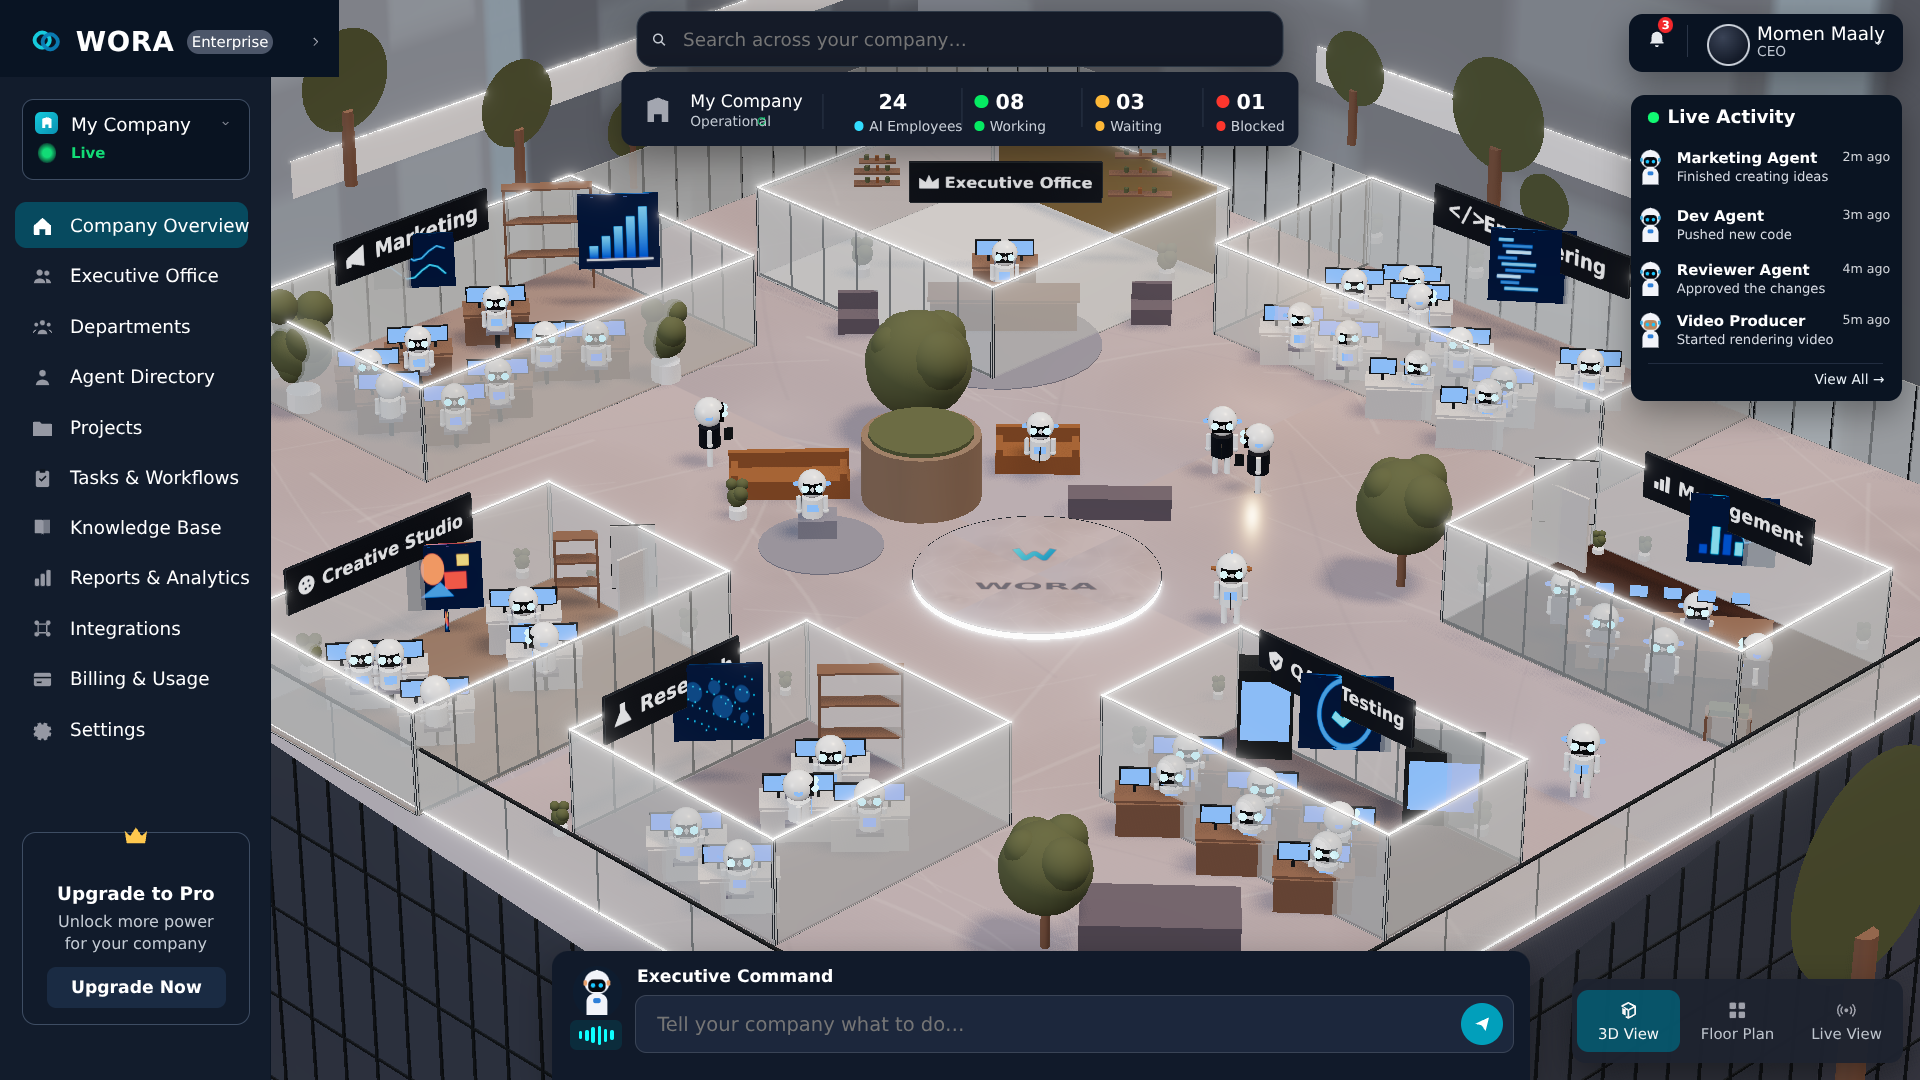 WORA Enterprise
Search across your company...
3
Momen Maaly
CEO
My Company
Live
My Company
Operational
24
AI Employees
08
Working
03
Waiting
01
Blocked
Live Activity
Marketing Agent 2m ago
Finished creating ideas
Dev Agent 3m ago
Pushed new code
Reviewer Agent 4m ago
Approved the changes
Video Producer 5m ago
Started rendering video
View All →
Company Overview
Executive Office
Departments
Agent Directory
Projects
Tasks & Workflows
Knowledge Base
Reports & Analytics
Integrations
Billing & Usage
Settings
Upgrade to Pro
Unlock more power
for your company
Upgrade Now
Marketing
Executive Office
Creative Studio
WORA
Testing
Executive Command
Tell your company what to do...
3D View
Floor Plan
Live View